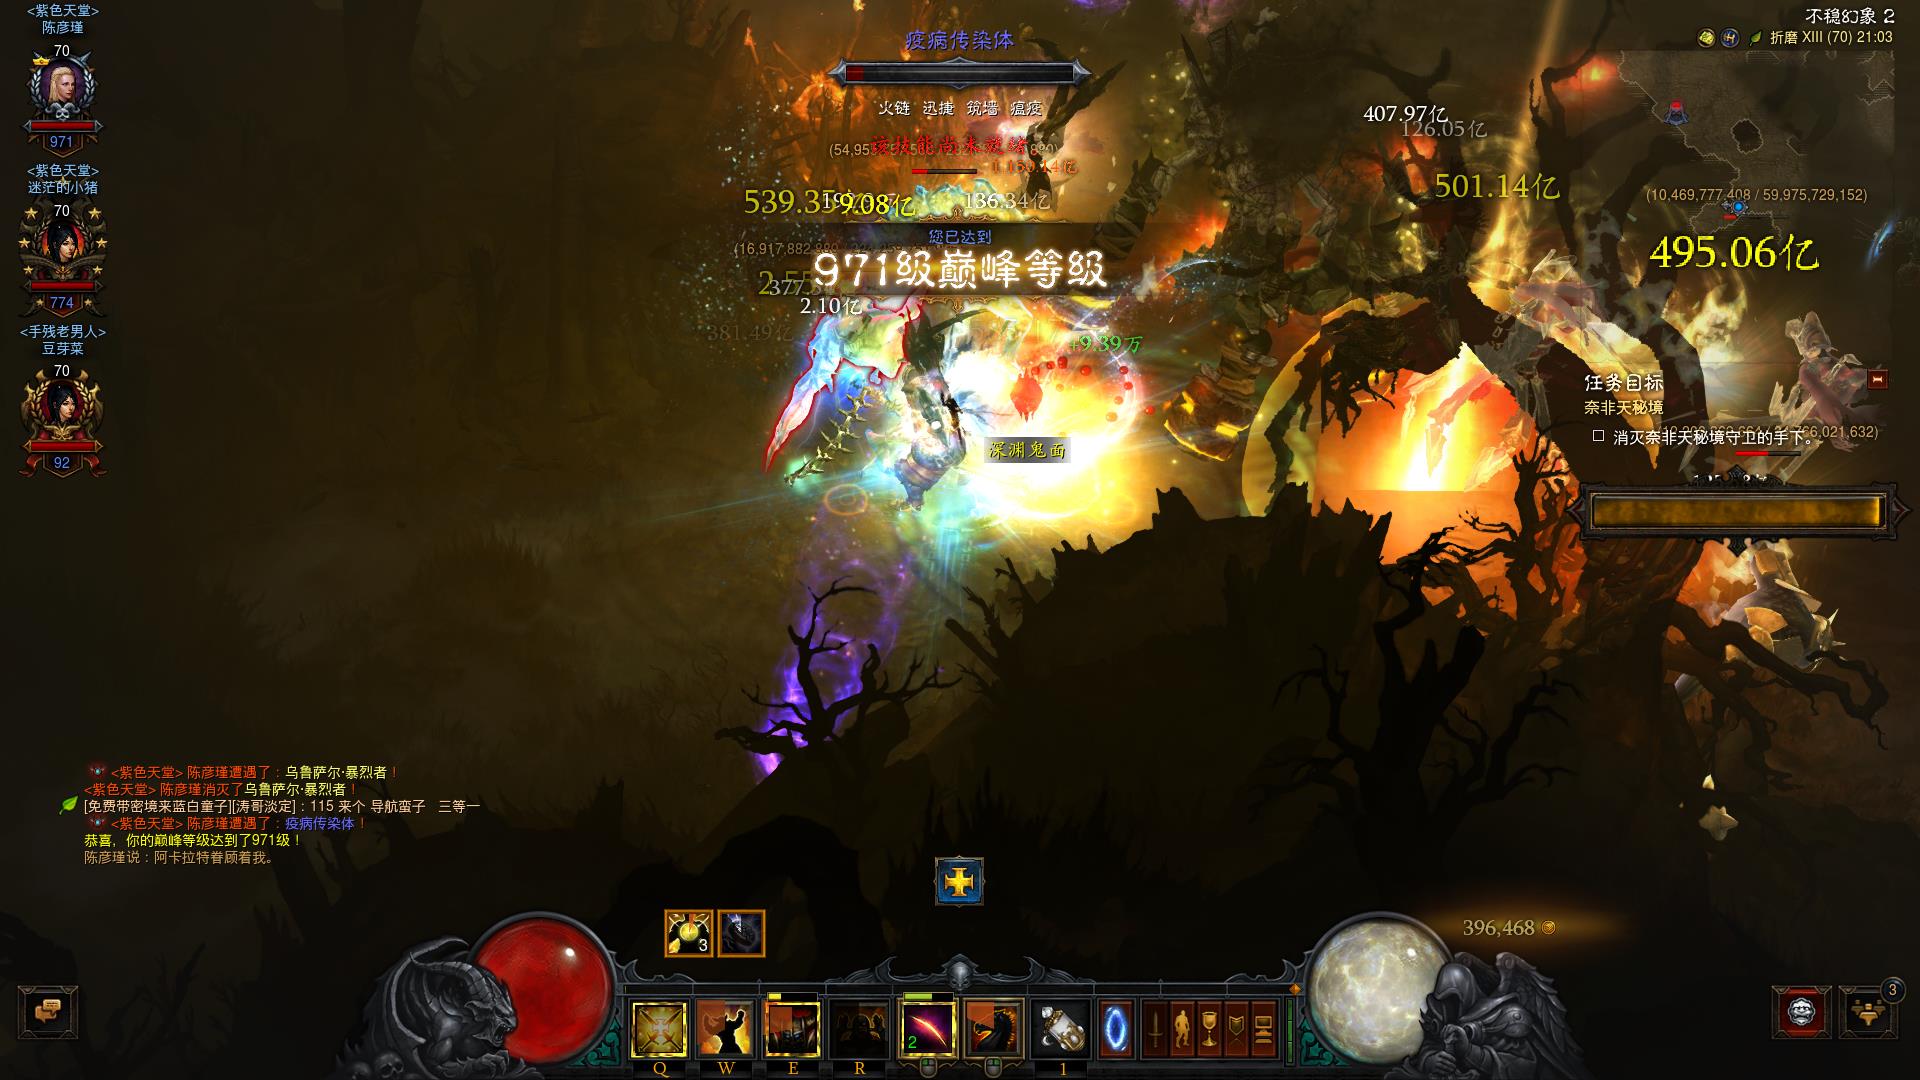 <紫色天堂>
陈彦瑾
70
971
<紫色天堂>
迷茫的小猪
70
774
<手残老男人>
豆芽菜
70
92
疫病传染体
火链 迅捷 筑墙 瘟疫
该技能尚未就绪
539.35
9.08亿
136.34亿
您已达到
971级巅峰等级
2.10亿
381.49亿
+9.39万
深渊鬼面
407.97亿
126.05亿
501.14亿
不稳幻象 2
折磨 XIII (70) 21:03
(10,469,777,408 / 59,975,729,152)
495.06亿
任务目标
奈非天秘境
消灭奈非天秘境守卫的手下。
<紫色天堂> 陈彦瑾遭遇了：乌鲁萨尔·暴烈者！
<紫色天堂> 陈彦瑾消灭了乌鲁萨尔·暴烈者！
[免费带密境来蓝白童子][涛哥淡定]：115 来个 导航蛮子 三等一
<紫色天堂> 陈彦瑾遭遇了：疫病传染体！
恭喜，你的巅峰等级达到了971级！
陈彦瑾说：阿卡拉特眷顾着我。
396,468
3
2
Q W E R 1
3